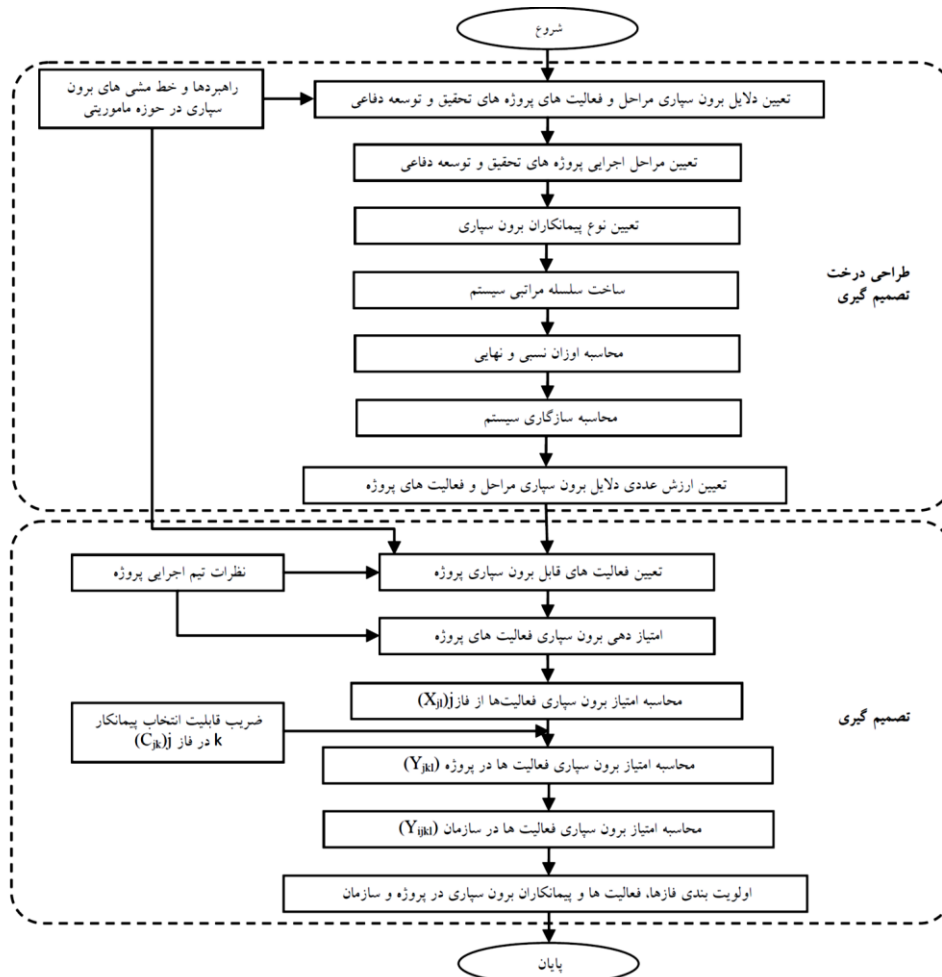 شروع
راهبردها و خط مشی های برون
سپاری در حوزه ماموریتی
تعیین دلایل برون سپاری مراحل و فعالیت های پروژه های تحقیق و توسعه دفاعی
تعیین مراحل اجرایی پروژه های تحقیق و توسعه دفاعی
تعیین نوع پیمانکاران برون سپاری
طراحی درخت
تصمیم گیری
ساخت سلسله مراتبی سیستم
محاسبه اوزان نسبی و نهایی
محاسبه سازگاری سیستم
تعیین ارزش عددی دلایل برون سپاری مراحل و فعالیت های پروژه
نظرات تیم اجرایی پروژه
تعیین فعالیت های قابل برون سپاری پروژه
امتیاز دهی برون سپاری فعالیت های پروژه
محاسبه امتیاز برون سپاری فعالیت‌ها از فاز j(Xjl)
ضریب قابلیت انتخاب پیمانکار
k در فاز j(Cjk)
تصمیم گیری
محاسبه امتیاز برون سپاری فعالیت ها در پروژه (Yjkl)
محاسبه امتیاز برون سپاری فعالیت ها در سازمان (Yijkl)
اولویت بندی فازها، فعالیت ها و پیمانکاران برون سپاری در پروژه و سازمان
پایان